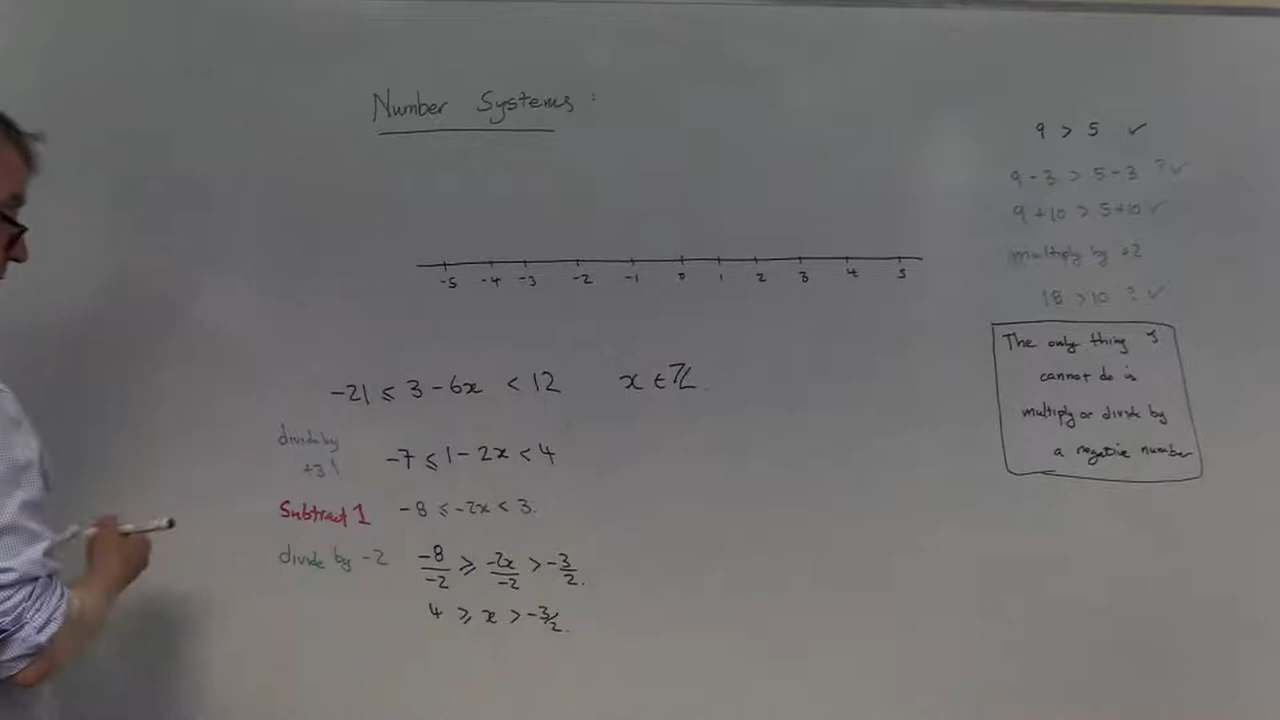 Number Systems :
-5 -4 -3 -2 -1 0 1 2 3 4 5
-21 ≤ 3 - 6x < 12 x ∈ ℤ.
divide by
+3
-7 ≤ 1 - 2x < 4
Subtract 1 -8 ≤ -2x < 3.
divide by -2 -8/-2 ≥ -2x/-2 > -3/2.
4 ≥ x > -3/2.
9 > 5 ✓
9 - 3 > 5 - 3 ? ✓
9 + 10 > 5 + 10 ✓
multiply by +2
18 > 10 ? ✓
The only thing
cannot do is
multiply or divide by
a negative number